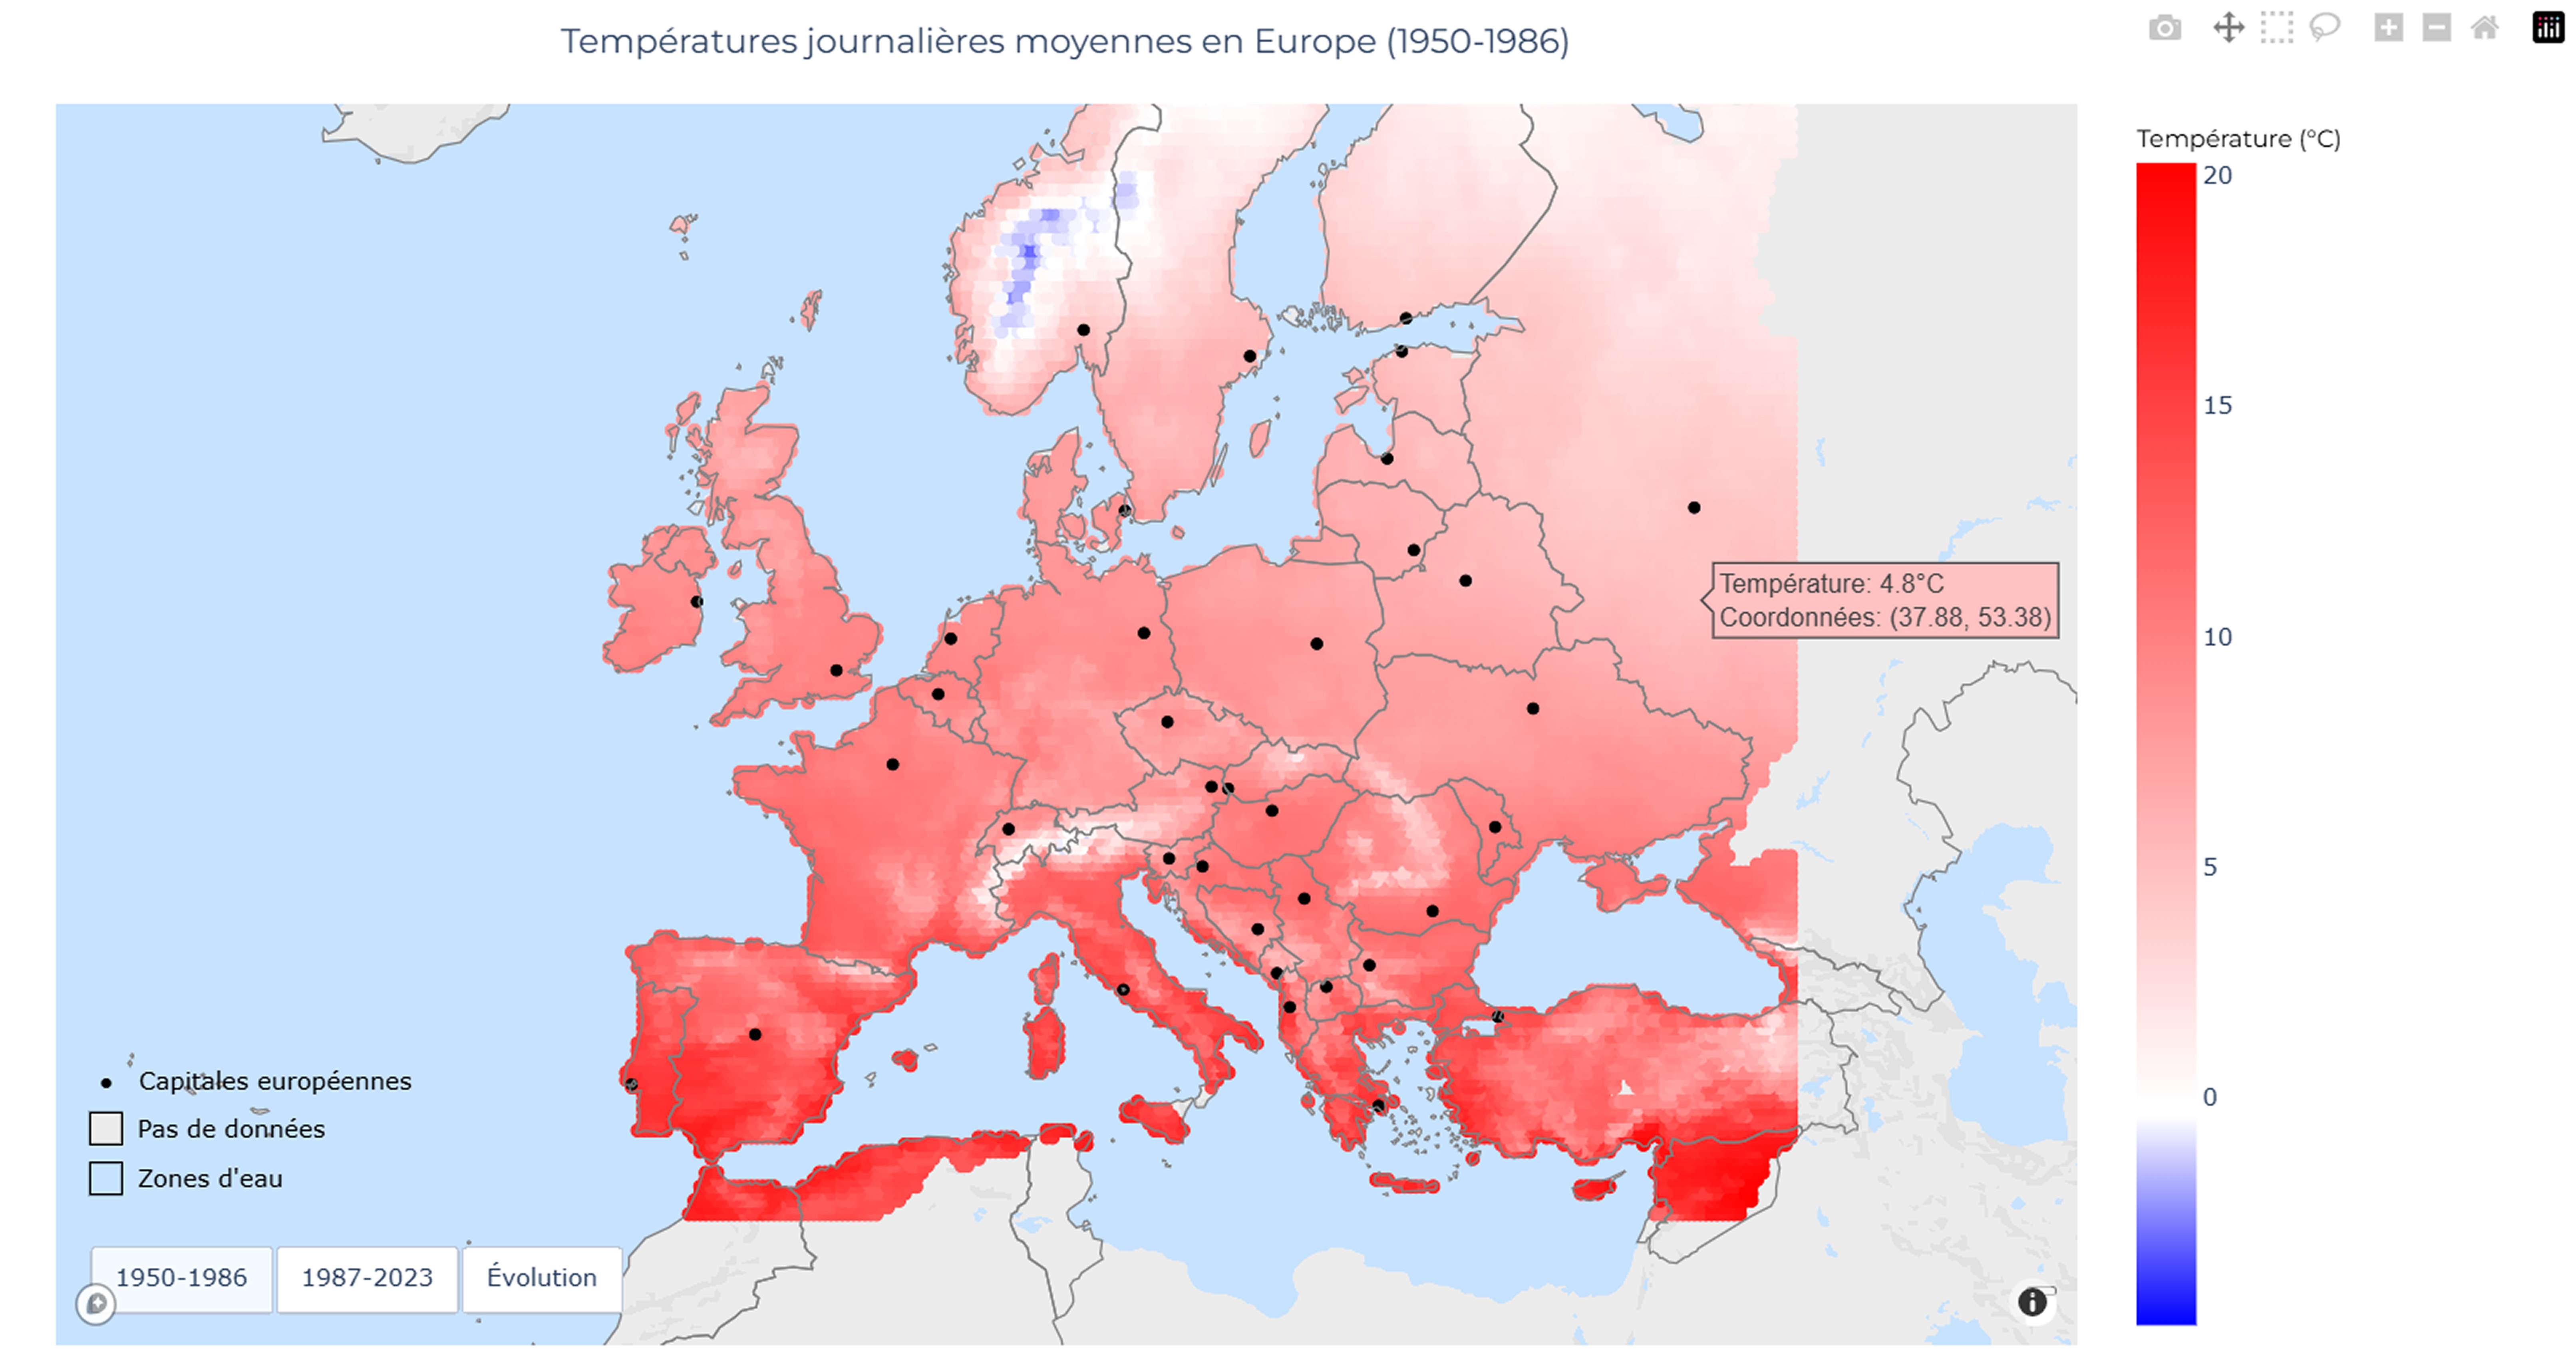 Températures journalières moyennes en Europe (1950-1986)
Température (°C)
20
15
10
5
0
Température: 4.8°C
Coordonnées: (37.88, 53.38)
Capitales européennes
Pas de données
Zones d'eau
1950-1986
1987-2023
Évolution